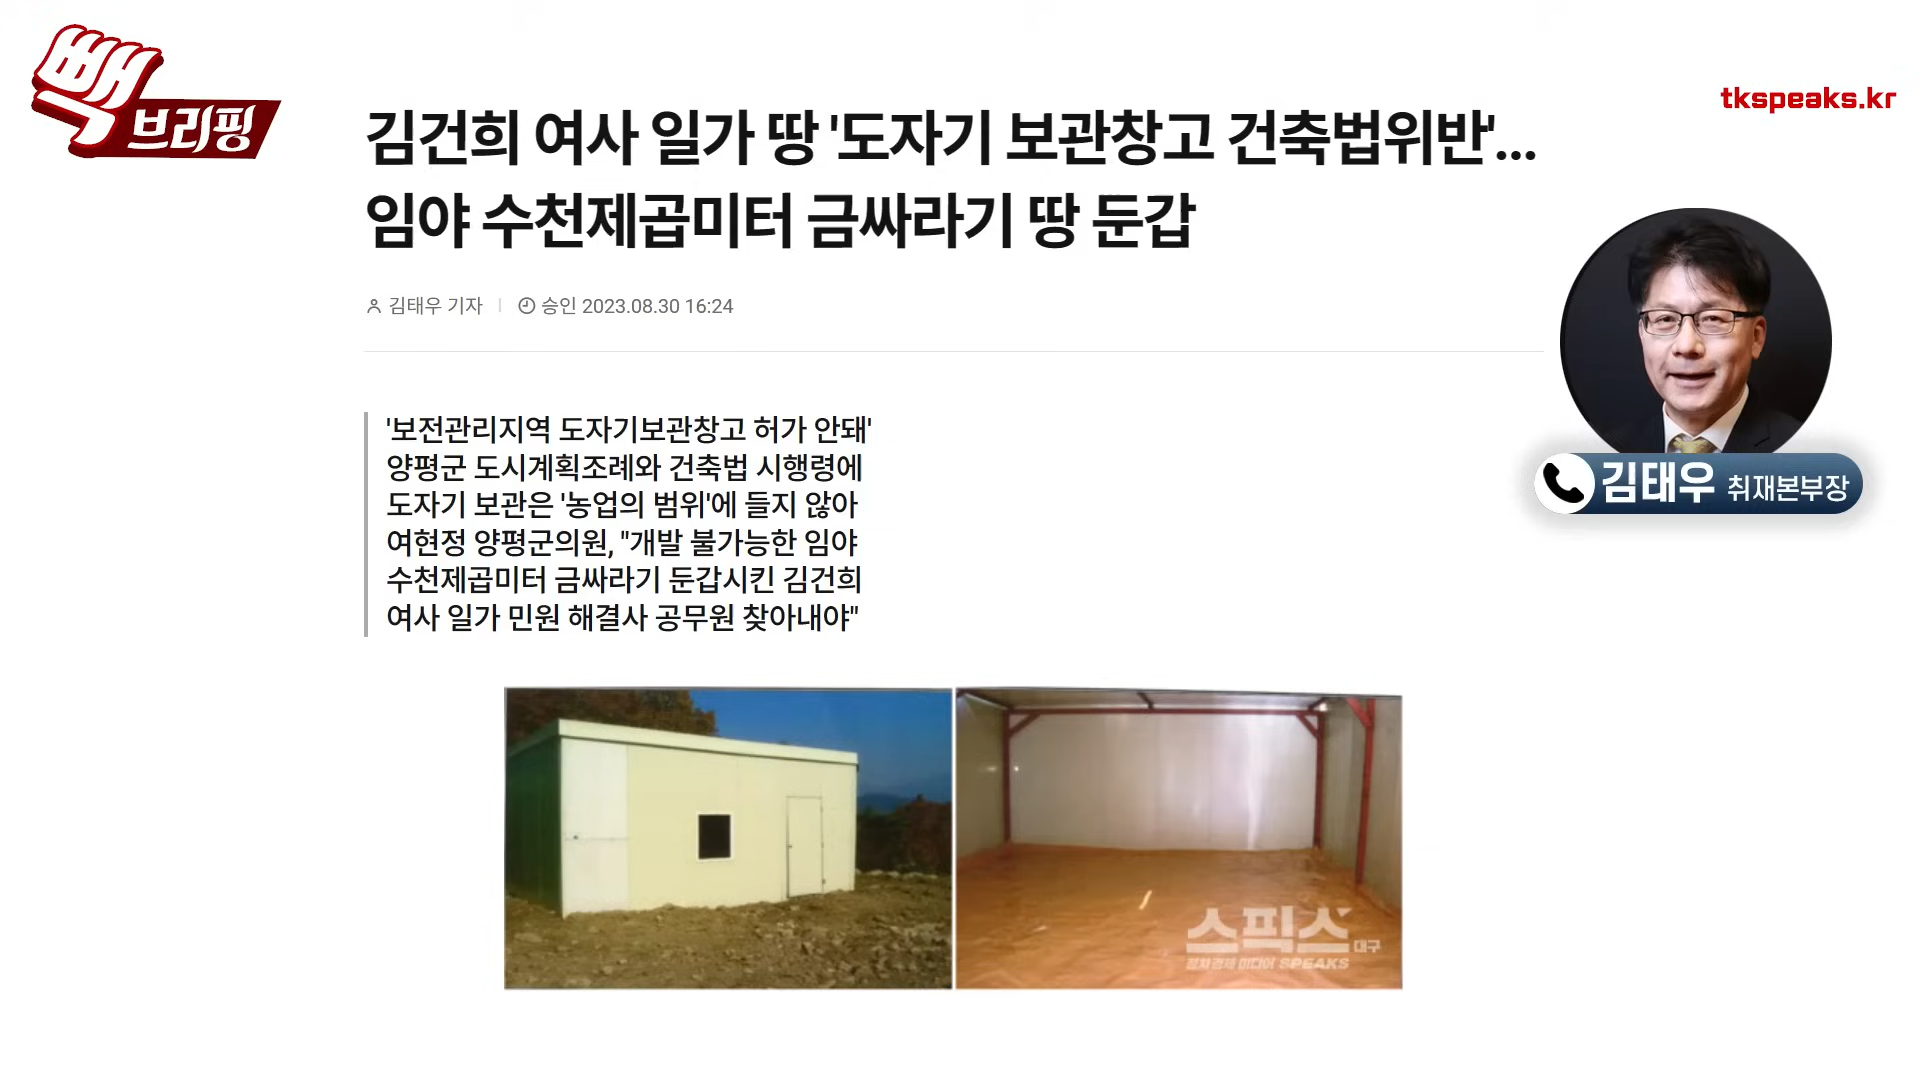 빽
브리핑
tkspeaks.kr
김건희 여사 일가 땅 '도자기 보관창고 건축법위반'...
임야 수천제곱미터 금싸라기 땅 둔갑
김태우 기자 | 승인 2023.08.30 16:24
'보전관리지역 도자기보관창고 허가 안돼'
양평군 도시계획조례와 건축법 시행령에
도자기 보관은 '농업의 범위'에 들지 않아
여현정 양평군의원, "개발 불가능한 임야
수천제곱미터 금싸라기 둔갑시킨 김건희
여사 일가 민원 해결사 공무원 찾아내야"
김태우 취재본부장
스픽스 대구
정치경제 미디어 SPEAKS